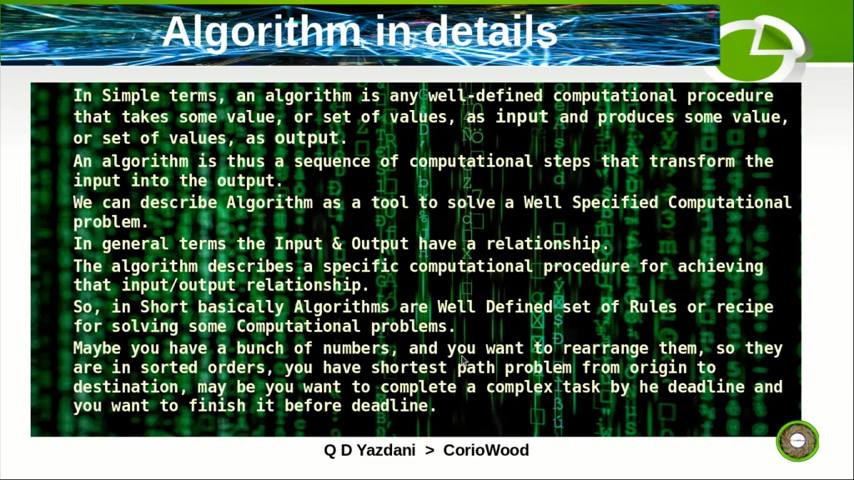 Algorithm in details
In Simple terms, an algorithm is any well-defined computational procedure
that takes some value, or set of values, as input and produces some value,
or set of values, as output.
An algorithm is thus a sequence of computational steps that transform the
input into the output.
We can describe Algorithm as a tool to solve a Well Specified Computational
problem.
In general terms the Input & Output have a relationship.
The algorithm describes a specific computational procedure for achieving
that input/output relationship.
So, in Short basically Algorithms are Well Defined set of Rules or recipe
for solving some Computational problems.
Maybe you have a bunch of numbers, and you want to rearrange them, so they
are in sorted orders, you have shortest path problem from origin to
destination, may be you want to complete a complex task by he deadline and
you want to finish it before deadline.
Q D Yazdani > CorioWood